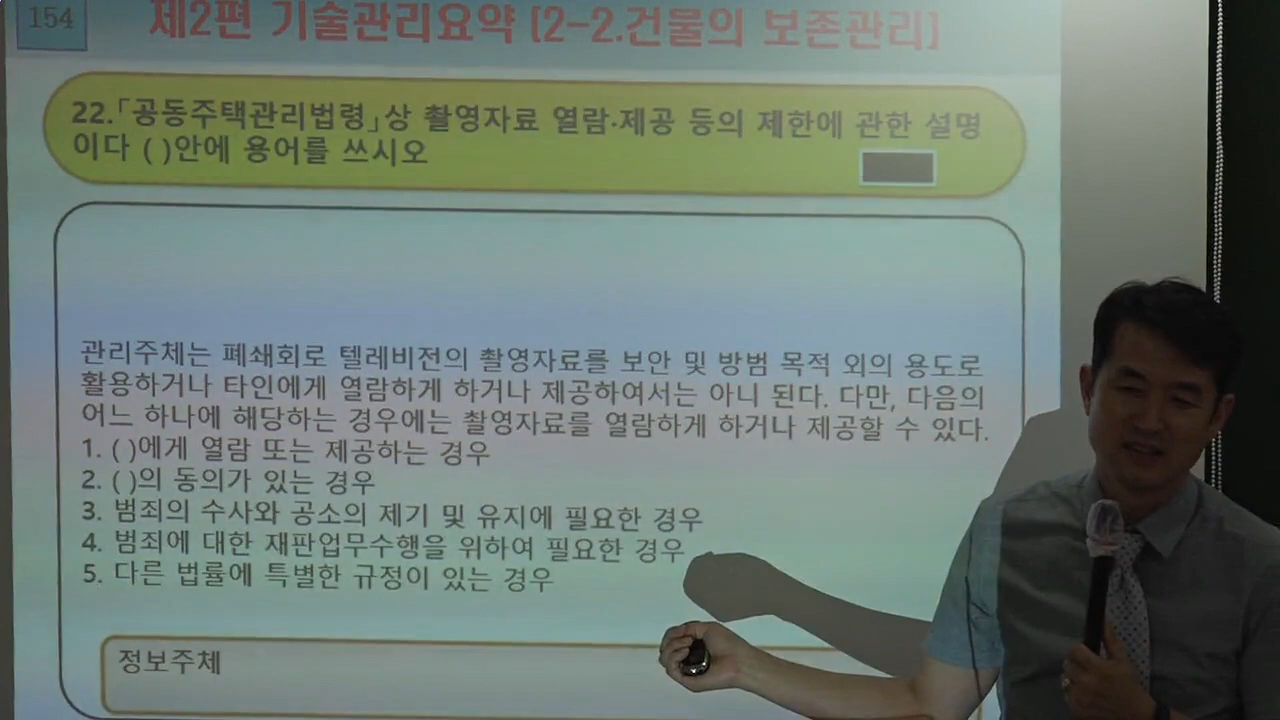 154
제2편 기술관리요약 [2-2.건물의 보존관리]
22.「공동주택관리법령」상 촬영자료 열람·제공 등의 제한에 관한 설명
이다 ( )안에 용어를 쓰시오
관리주체는 폐쇄회로 텔레비전의 촬영자료를 보안 및 방범 목적 외의 용도로
활용하거나 타인에게 열람하게 하거나 제공하여서는 아니 된다. 다만, 다음의
어느 하나에 해당하는 경우에는 촬영자료를 열람하게 하거나 제공할 수 있다.
1. ( )에게 열람 또는 제공하는 경우
2. ( )의 동의가 있는 경우
3. 범죄의 수사와 공소의 제기 및 유지에 필요한 경우
4. 범죄에 대한 재판업무수행을 위하여 필요한 경우
5. 다른 법률에 특별한 규정이 있는 경우
정보주체